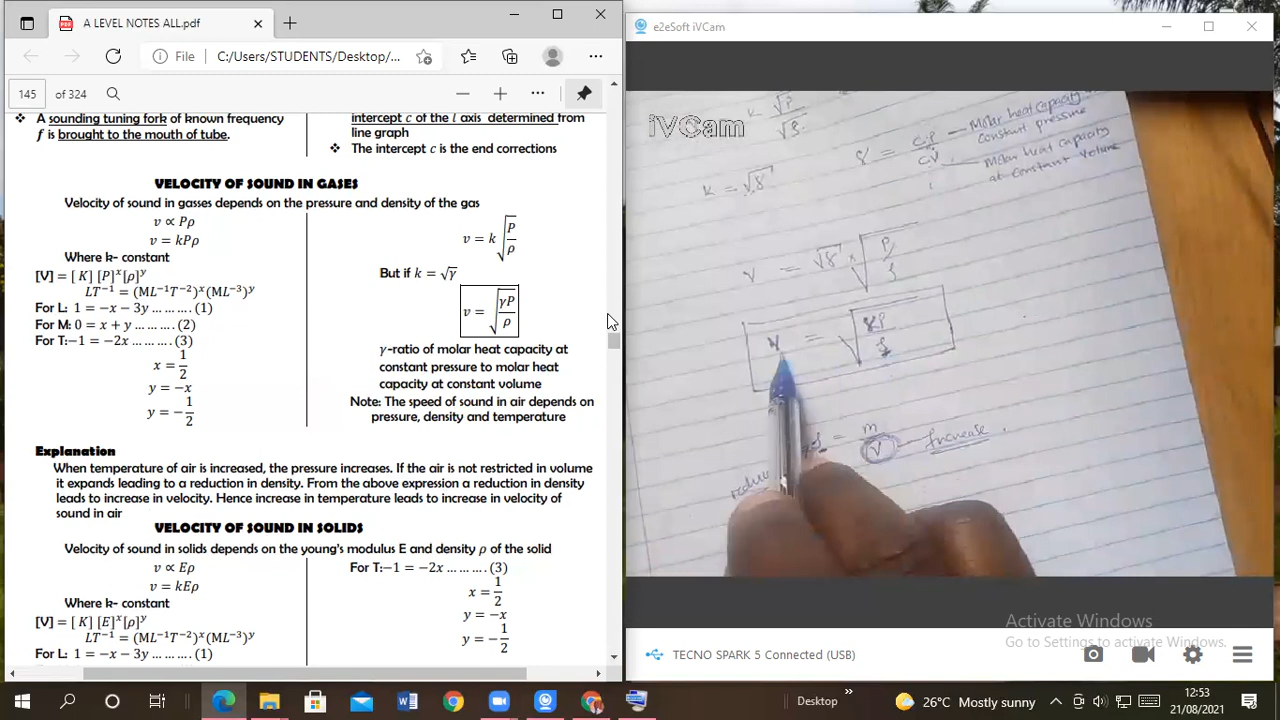 A LEVEL NOTES ALL.pdf
File
C:/Users/STUDENTS/Desktop/...
145 of 324
❖ A sounding tuning fork of known frequency
f is brought to the mouth of tube.
intercept c of the l axis determined from
line graph
❖ The intercept c is the end corrections
VELOCITY OF SOUND IN GASES
Velocity of sound in gasses depends on the pressure and density of the gas
v ∝ Pρ
v = kPρ
Where k- constant
[V] = [ K] [P]^x[ρ]^y
LT^−1 = (ML^−1T^−2)^x(ML^−3)^y
For L: 1 = −x − 3y ... ... ... (1)
For M: 0 = x + y ... ... ... (2)
For T:−1 = −2x ... ... ... (3)
x = 1/2
y = −x
y = −1/2
v = k √(P/ρ)
But if k = √γ
v = √(γP/ρ)
γ-ratio of molar heat capacity at
constant pressure to molar heat
capacity at constant volume
Note: The speed of sound in air depends on
pressure, density and temperature
Explanation
When temperature of air is increased, the pressure increases. If the air is not restricted in volume
it expands leading to a reduction in density. From the above expression a reduction in density
leads to increase in velocity. Hence increase in temperature leads to increase in velocity of
sound in air
VELOCITY OF SOUND IN SOLIDS
Velocity of sound in solids depends on the young's modulus E and density ρ of the solid
v ∝ Eρ
v = kEρ
Where k- constant
[V] = [ K] [E]^x[ρ]^y
LT^−1 = (ML^−1T^−2)^x(ML^−3)^y
For L: 1 = −x − 3y ... ... ... (1)
For T:−1 = −2x ... ... ... (3)
x = 1/2
y = −x
y = −1/2
e2eSoft iVCam
iVCam
k √P/√ρ
γ = C.P/C.V
Molar heat capacity
constant pressure
Molar heat capacity
at constant volume
k = √γ
v = √γ × √(P/ρ)
v = √(γP/ρ)
ρ = m/V — Increase.
Activate Windows
Go to Settings to activate Windows.
TECNO SPARK 5 Connected (USB)
Desktop
26°C Mostly sunny
12:53
21/08/2021